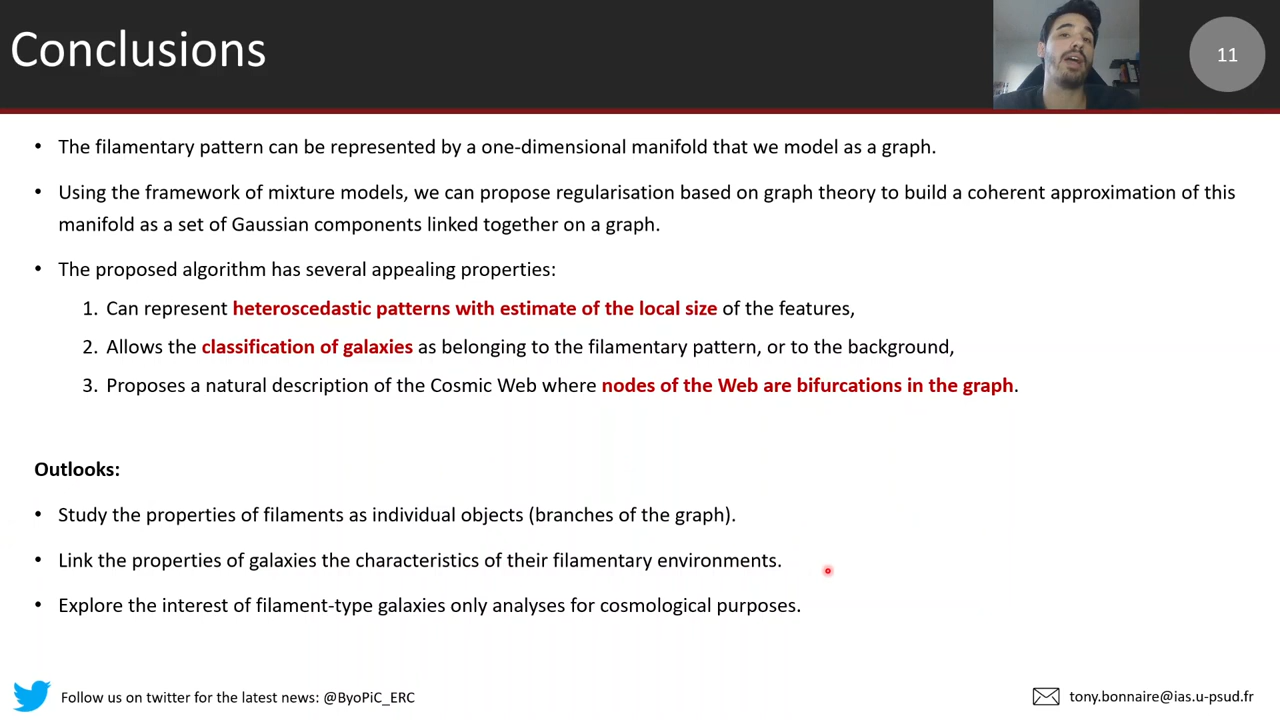 Conclusions
11
• The filamentary pattern can be represented by a one-dimensional manifold that we model as a graph.
• Using the framework of mixture models, we can propose regularisation based on graph theory to build a coherent approximation of this
manifold as a set of Gaussian components linked together on a graph.
• The proposed algorithm has several appealing properties:
1. Can represent heteroscedastic patterns with estimate of the local size of the features,
2. Allows the classification of galaxies as belonging to the filamentary pattern, or to the background,
3. Proposes a natural description of the Cosmic Web where nodes of the Web are bifurcations in the graph.
Outlooks:
• Study the properties of filaments as individual objects (branches of the graph).
• Link the properties of galaxies the characteristics of their filamentary environments.
• Explore the interest of filament-type galaxies only analyses for cosmological purposes.
Follow us on twitter for the latest news: @ByoPiC_ERC
tony.bonnaire@ias.u-psud.fr